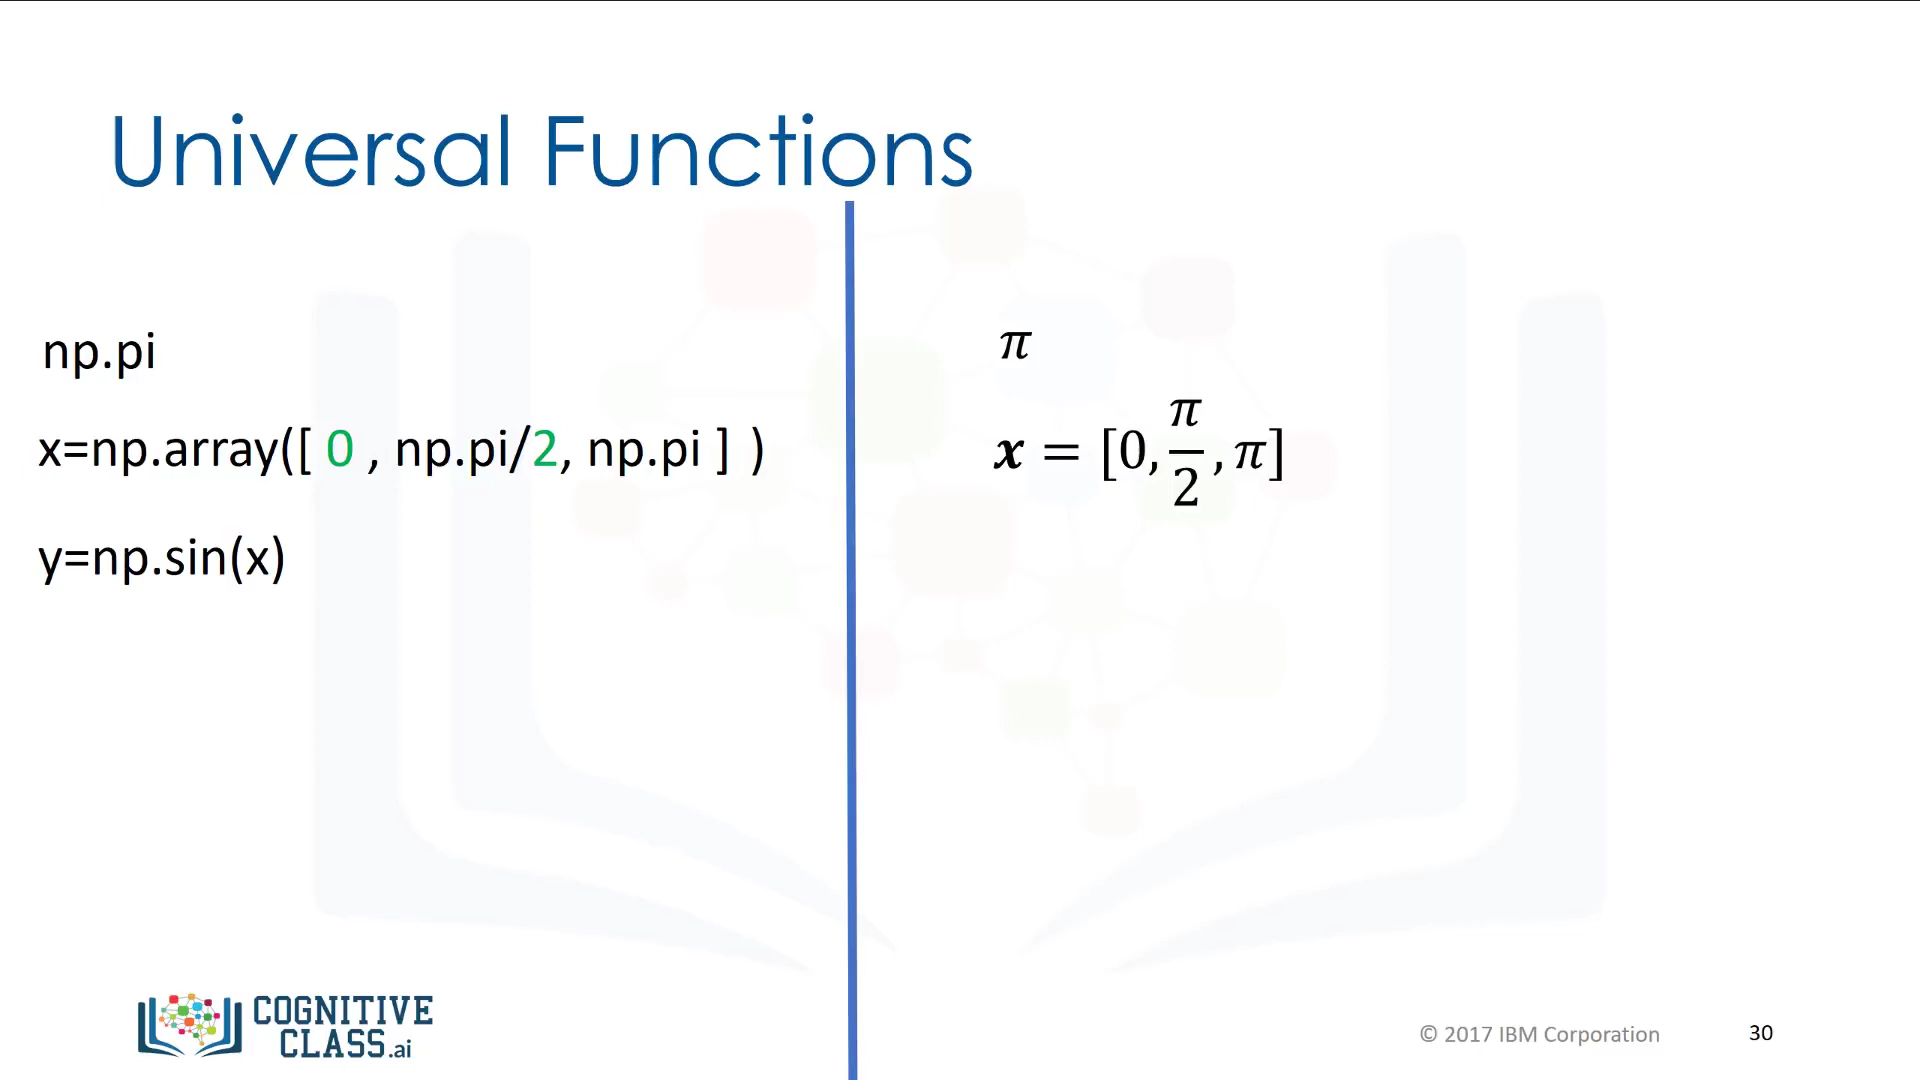 Universal Functions
np.pi
x=np.array([ 0 , np.pi/2, np.pi ] )
y=np.sin(x)
π
x = [0, π/2 , π]
COGNITIVE
CLASS.ai
© 2017 IBM Corporation
30